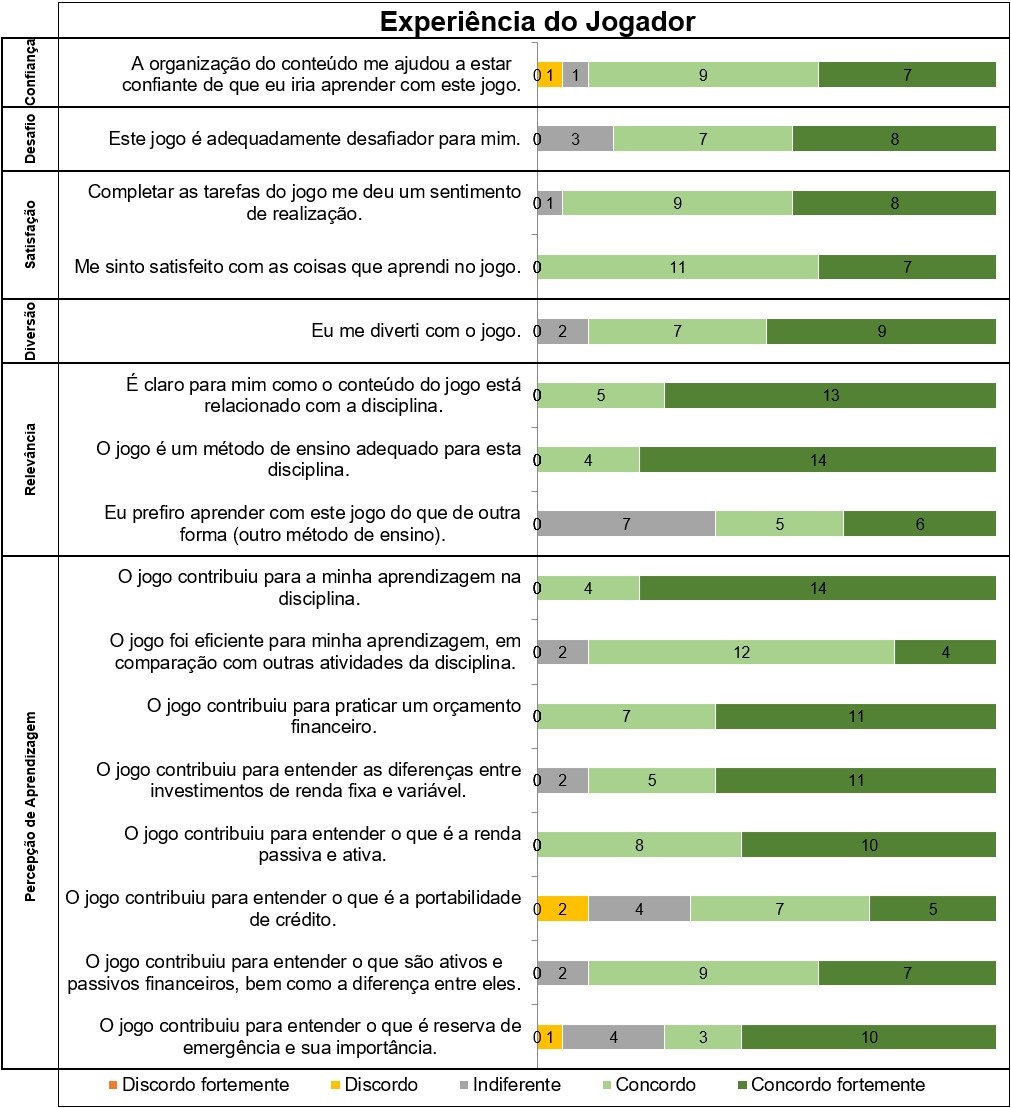 Experiência do Jogador
Confiança
A organização do conteúdo me ajudou a estar
confiante de que eu iria aprender com este jogo.
0 1 1 9 7
Desafio
Este jogo é adequadamente desafiador para mim.
0 3 7 8
Satisfação
Completar as tarefas do jogo me deu um sentimento
de realização.
0 1 9 8
Me sinto satisfeito com as coisas que aprendi no jogo.
0 11 7
Diversão
Eu me diverti com o jogo.
0 2 7 9
Relevância
É claro para mim como o conteúdo do jogo está
relacionado com a disciplina.
0 5 13
O jogo é um método de ensino adequado para esta
disciplina.
0 4 14
Eu prefiro aprender com este jogo do que de outra
forma (outro método de ensino).
0 7 5 6
Percepção de Aprendizagem
O jogo contribuiu para a minha aprendizagem na
disciplina.
0 4 14
O jogo foi eficiente para minha aprendizagem, em
comparação com outras atividades da disciplina.
0 2 12 4
O jogo contribuiu para praticar um orçamento
financeiro.
0 7 11
O jogo contribuiu para entender as diferenças entre
investimentos de renda fixa e variável.
0 2 5 11
O jogo contribuiu para entender o que é a renda
passiva e ativa.
0 8 10
O jogo contribuiu para entender o que é a portabilidade
de crédito.
0 2 4 7 5
O jogo contribuiu para entender o que são ativos e
passivos financeiros, bem como a diferença entre eles.
0 2 9 7
O jogo contribuiu para entender o que é reserva de
emergência e sua importância.
0 1 4 3 10
Discordo fortemente Discordo Indiferente Concordo Concordo fortemente